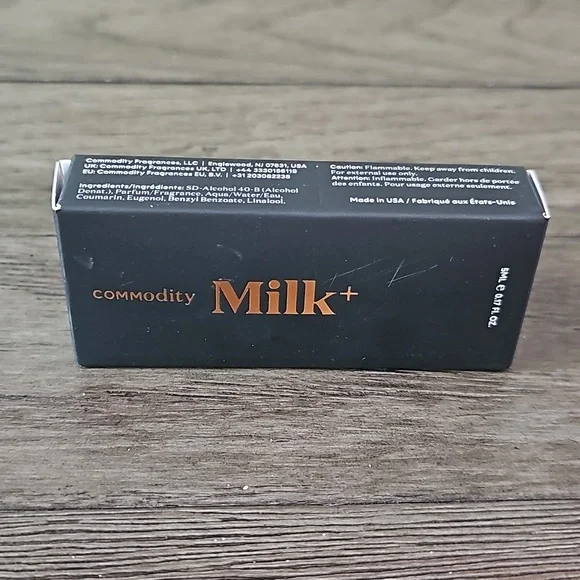 Commodity Fragrances, LLC | Englewood, NJ 07631, USA
UK: Commodity Fragrances UK, LTD | +44 3330156119
EU: Commodity Fragrances EU, B.V. | +31 203082238
Ingredients/Ingrédients: SD-Alcohol 40-B (Alcohol
Denat.), Parfum/Fragrance, Aqua/Water/Eau,
Coumarin, Eugenol, Benzyl Benzoate, Linalool.
Caution: Flammable. Keep away from children.
For external use only.
Attention: Inflammable. Garder hors de portée
des enfants. Pour usage externe seulement.
Made in USA / Fabriqué aux États-Unis
COMModity Milk+
5ML e 0.17 FL OZ.